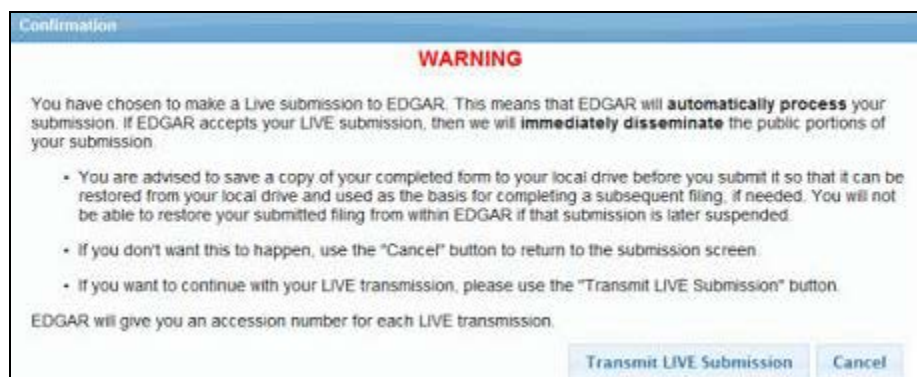 Confirmation
WARNING
You have chosen to make a Live submission to EDGAR. This means that EDGAR will automatically process your
submission. If EDGAR accepts your LIVE submission, then we will immediately disseminate the public portions of
your submission.
• You are advised to save a copy of your completed form to your local drive before you submit it so that it can be
restored from your local drive and used as the basis for completing a subsequent filing, if needed. You will not
be able to restore your submitted filing from within EDGAR if that submission is later suspended.
• If you don't want this to happen, use the "Cancel" button to return to the submission screen.
• If you want to continue with your LIVE transmission, please use the "Transmit LIVE Submission" button.
EDGAR will give you an accession number for each LIVE transmission.
Transmit LIVE Submission Cancel